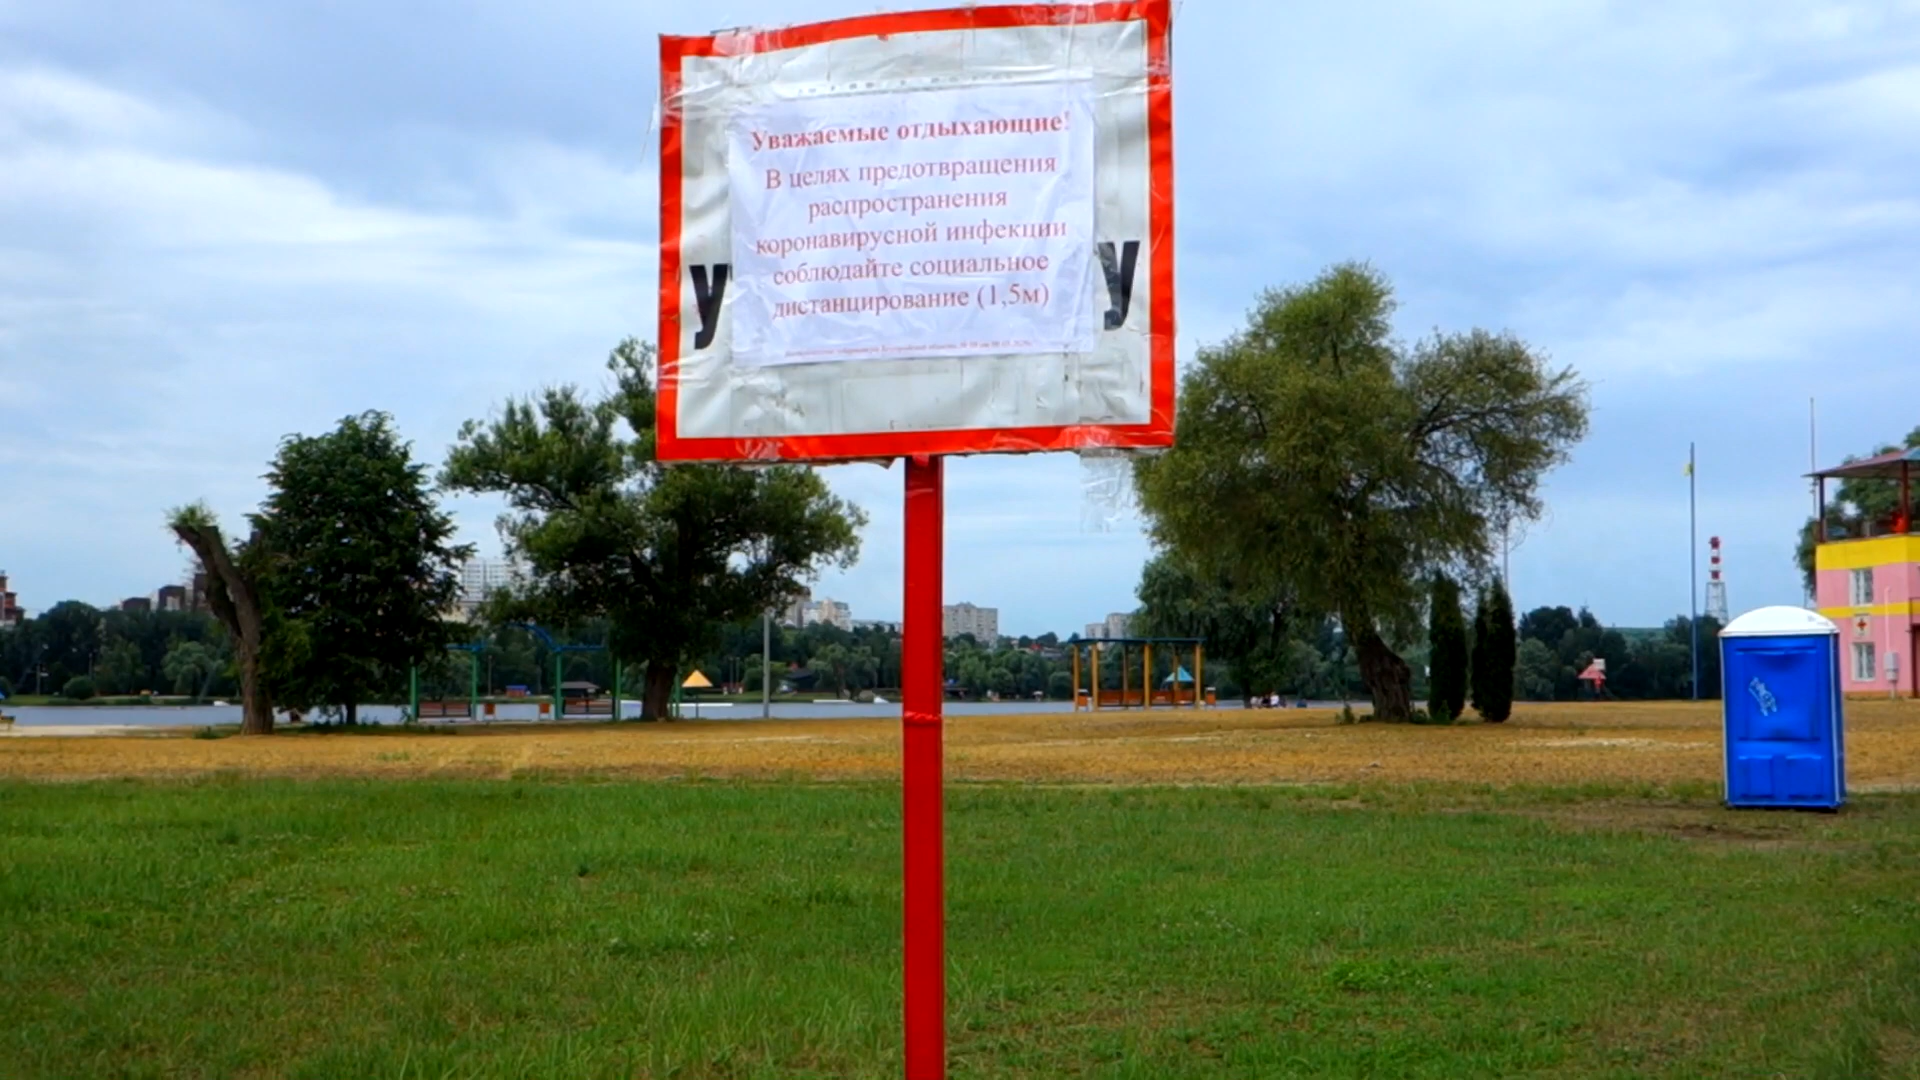 Уважаемые отдыхающие!
В целях предотвращения
распространения
коронавирусной инфекции
у соблюдайте социальное у
дистанцирование (1,5м)